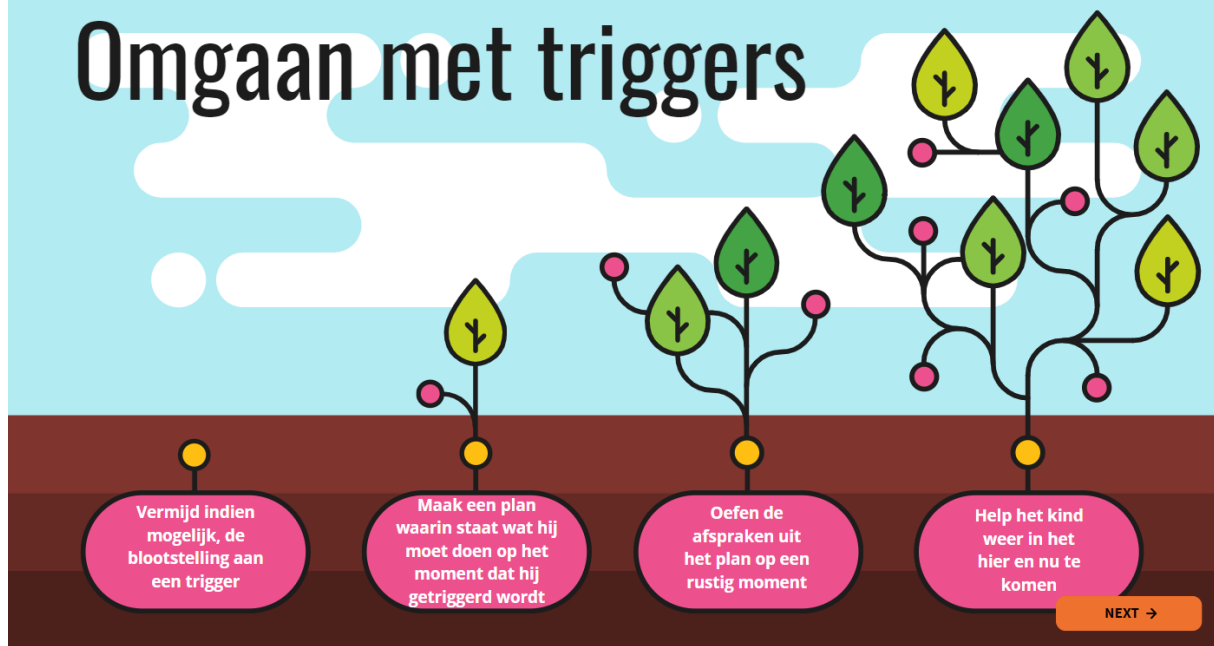 Omgaan met triggers
Vermijd indien
mogelijk, de
blootstelling aan
een trigger
Maak een plan
waarin staat wat hij
moet doen op het
moment dat hij
getriggerd wordt
Oefen de
afspraken uit
het plan op een
rustig moment
Help het kind
weer in het
hier en nu te
komen
NEXT →